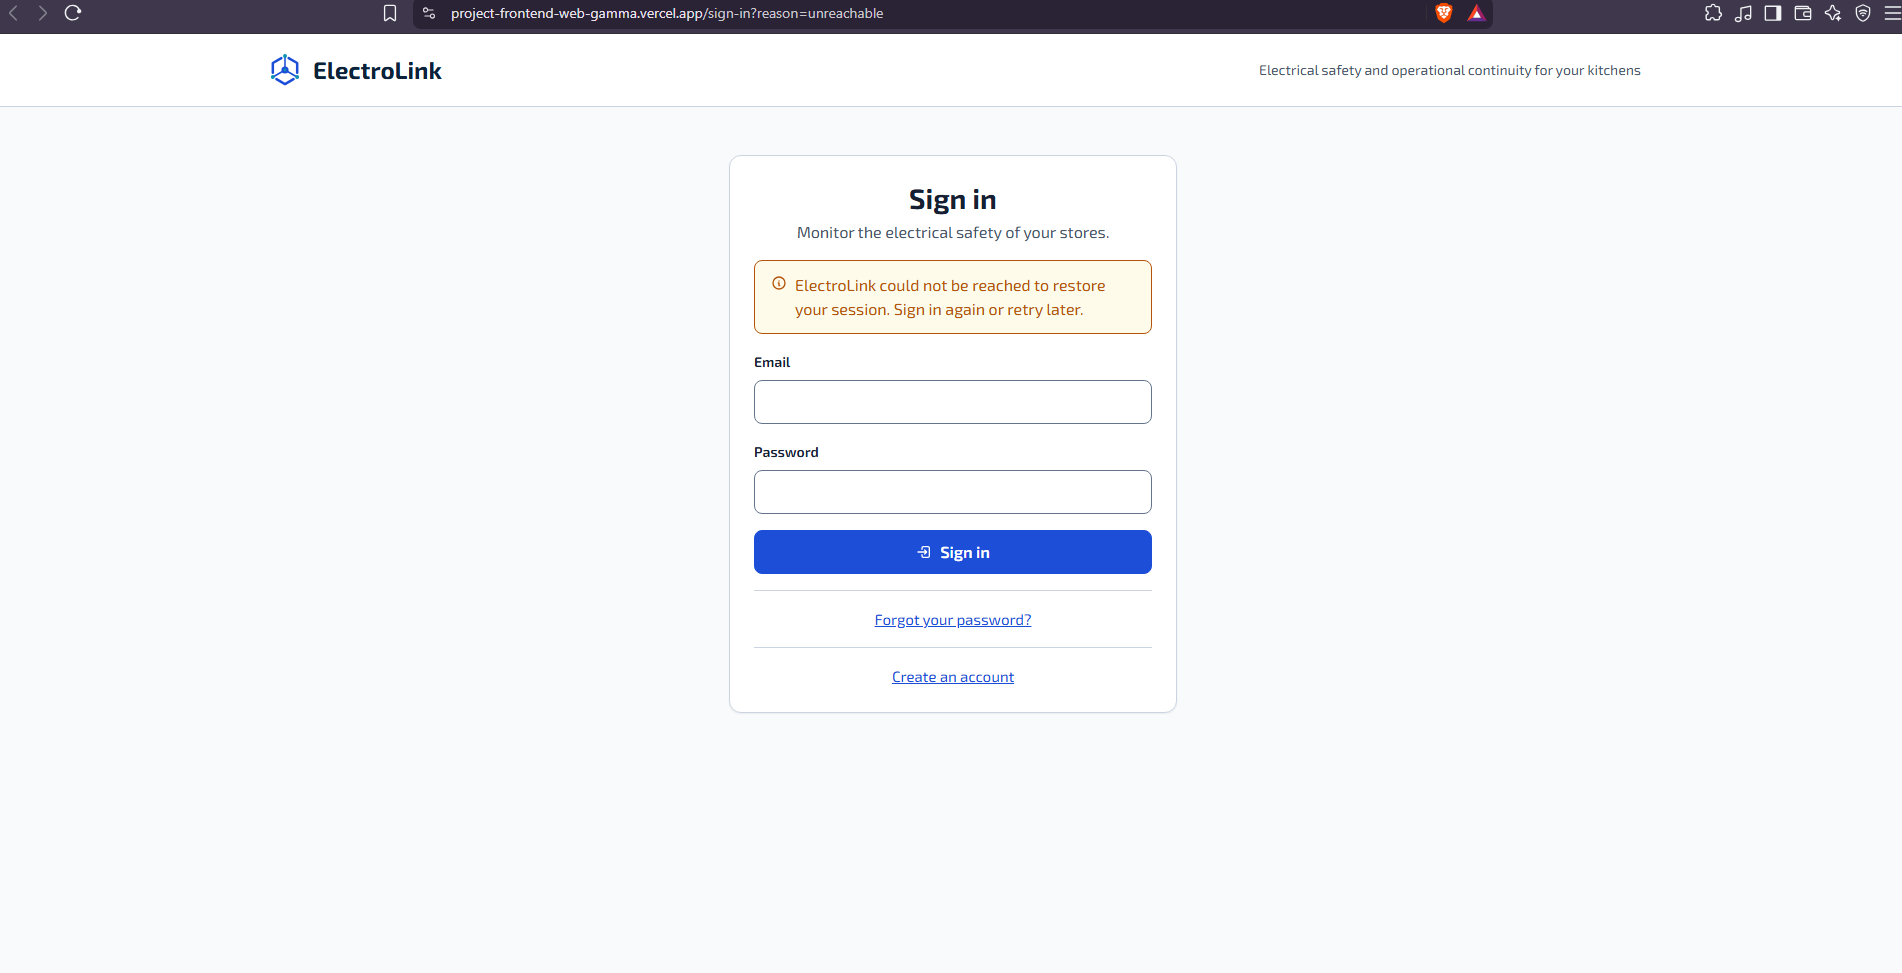 project-frontend-web-gamma.vercel.app/sign-in?reason=unreachable
ElectroLink
Electrical safety and operational continuity for your kitchens
Sign in
Monitor the electrical safety of your stores.
ElectroLink could not be reached to restore
your session. Sign in again or retry later.
Email
Password
Sign in
Forgot your password?
Create an account